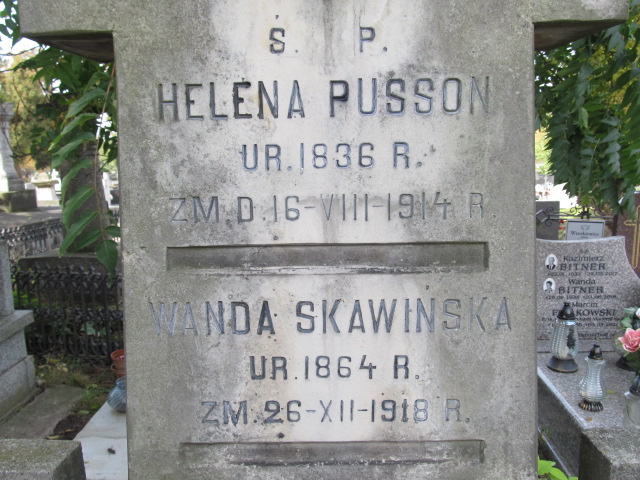 Ś. P.
HELENA PUSSON
UR. 1836 R.
ZM. D. 16-VIII-1914 R
WANDA SKAWIŃSKA
UR. 1864 R.
ZM. 26-XII-1918 R.
Kazimierz
BITNER
Wanda
BITNER
Marcin